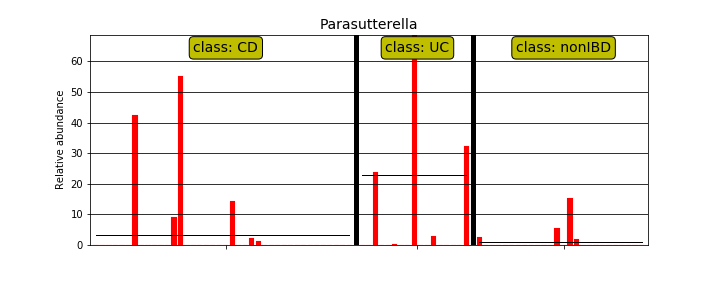 Parasutterella
class: CD
class: UC
class: nonIBD
Relative abundance
60
50
40
30
20
10
0